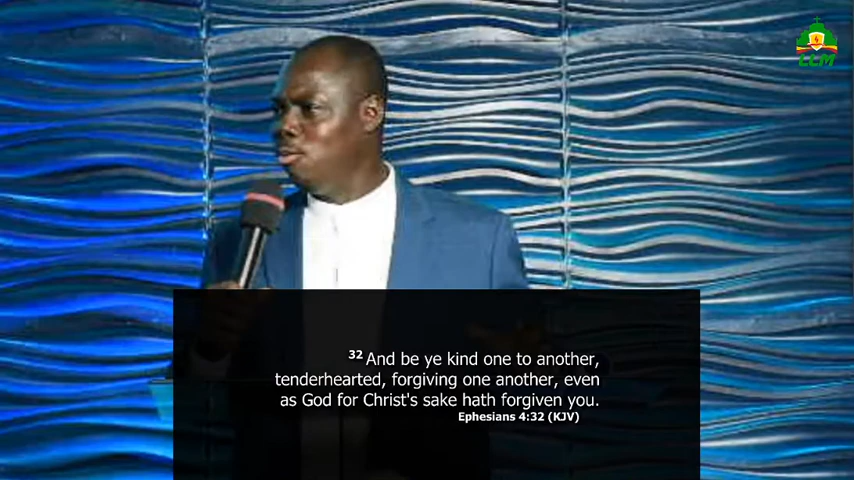 CCM
32 And be ye kind one to another,
tenderhearted, forgiving one another, even
as God for Christ's sake hath forgiven you.
Ephesians 4:32 (KJV)